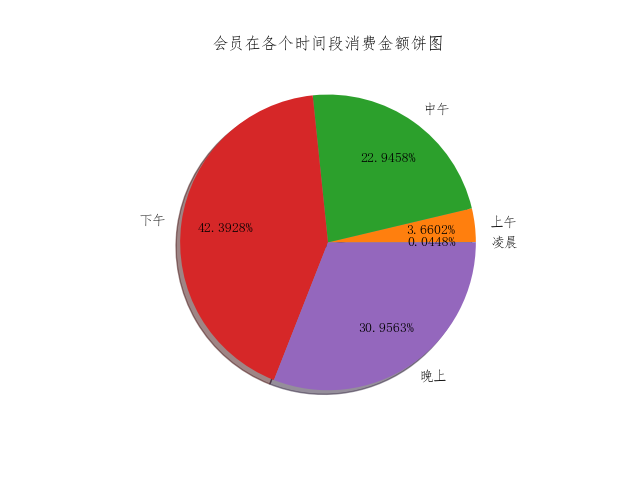 会员在各个时间段消费金额饼图
中午
22.9458%
下午
42.3928%
上午
3.6602%
凌晨
0.0448%
30.9563%
晚上